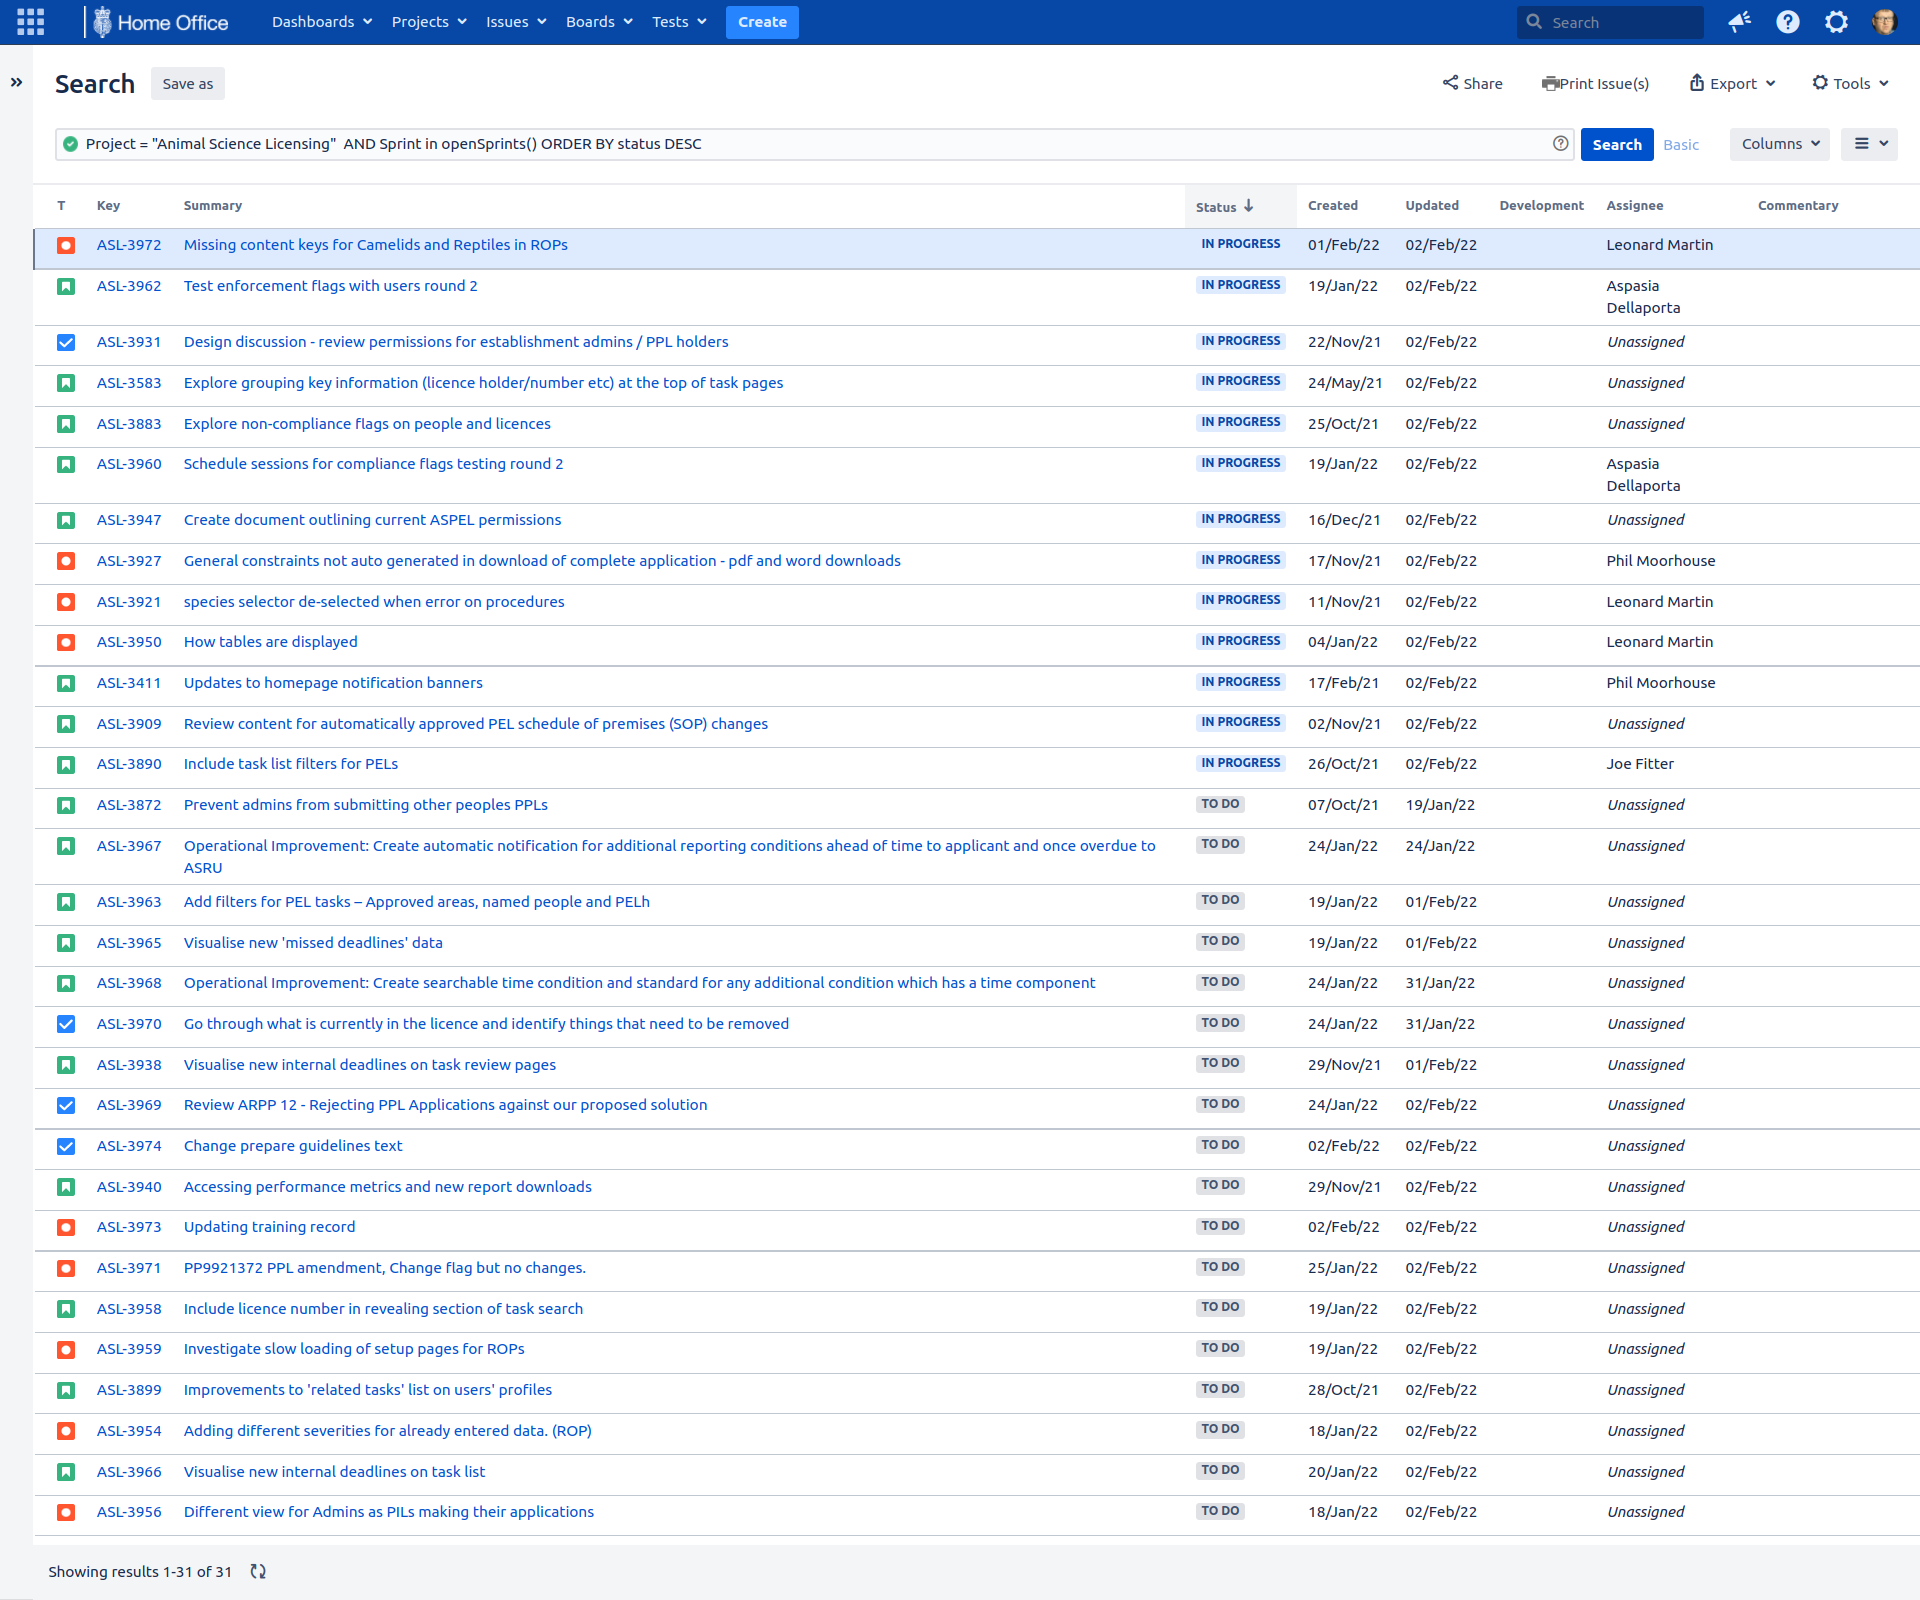 Home Office Dashboards Projects Issues Boards Tests Create Search
Search Save as Share Print Issue(s) Export Tools
Project = "Animal Science Licensing"  AND Sprint in openSprints() ORDER BY status DESC Search Basic Columns
T Key Summary Status Created Updated Development Assignee Commentary
ASL-3972 Missing content keys for Camelids and Reptiles in ROPs IN PROGRESS 01/Feb/22 02/Feb/22 Leonard Martin
ASL-3962 Test enforcement flags with users round 2 IN PROGRESS 19/Jan/22 02/Feb/22 Aspasia
Dellaporta
ASL-3931 Design discussion - review permissions for establishment admins / PPL holders IN PROGRESS 22/Nov/21 02/Feb/22 Unassigned
ASL-3583 Explore grouping key information (licence holder/number etc) at the top of task pages IN PROGRESS 24/May/21 02/Feb/22 Unassigned
ASL-3883 Explore non-compliance flags on people and licences IN PROGRESS 25/Oct/21 02/Feb/22 Unassigned
ASL-3960 Schedule sessions for compliance flags testing round 2 IN PROGRESS 19/Jan/22 02/Feb/22 Aspasia
Dellaporta
ASL-3947 Create document outlining current ASPEL permissions IN PROGRESS 16/Dec/21 02/Feb/22 Unassigned
ASL-3927 General constraints not auto generated in download of complete application - pdf and word downloads IN PROGRESS 17/Nov/21 02/Feb/22 Phil Moorhouse
ASL-3921 species selector de-selected when error on procedures IN PROGRESS 11/Nov/21 02/Feb/22 Leonard Martin
ASL-3950 How tables are displayed IN PROGRESS 04/Jan/22 02/Feb/22 Leonard Martin
ASL-3411 Updates to homepage notification banners IN PROGRESS 17/Feb/21 02/Feb/22 Phil Moorhouse
ASL-3909 Review content for automatically approved PEL schedule of premises (SOP) changes IN PROGRESS 02/Nov/21 02/Feb/22 Unassigned
ASL-3890 Include task list filters for PELs IN PROGRESS 26/Oct/21 02/Feb/22 Joe Fitter
ASL-3872 Prevent admins from submitting other peoples PPLs TO DO 07/Oct/21 19/Jan/22 Unassigned
ASL-3967 Operational Improvement: Create automatic notification for additional reporting conditions ahead of time to applicant and once overdue to TO DO 24/Jan/22 24/Jan/22 Unassigned
ASRU
ASL-3963 Add filters for PEL tasks – Approved areas, named people and PELh TO DO 19/Jan/22 01/Feb/22 Unassigned
ASL-3965 Visualise new 'missed deadlines' data TO DO 19/Jan/22 01/Feb/22 Unassigned
ASL-3968 Operational Improvement: Create searchable time condition and standard for any additional condition which has a time component TO DO 24/Jan/22 31/Jan/22 Unassigned
ASL-3970 Go through what is currently in the licence and identify things that need to be removed TO DO 24/Jan/22 31/Jan/22 Unassigned
ASL-3938 Visualise new internal deadlines on task review pages TO DO 29/Nov/21 01/Feb/22 Unassigned
ASL-3969 Review ARPP 12 - Rejecting PPL Applications against our proposed solution TO DO 24/Jan/22 02/Feb/22 Unassigned
ASL-3974 Change prepare guidelines text TO DO 02/Feb/22 02/Feb/22 Unassigned
ASL-3940 Accessing performance metrics and new report downloads TO DO 29/Nov/21 02/Feb/22 Unassigned
ASL-3973 Updating training record TO DO 02/Feb/22 02/Feb/22 Unassigned
ASL-3971 PP9921372 PPL amendment, Change flag but no changes. TO DO 25/Jan/22 02/Feb/22 Unassigned
ASL-3958 Include licence number in revealing section of task search TO DO 19/Jan/22 02/Feb/22 Unassigned
ASL-3959 Investigate slow loading of setup pages for ROPs TO DO 19/Jan/22 02/Feb/22 Unassigned
ASL-3899 Improvements to 'related tasks' list on users' profiles TO DO 28/Oct/21 02/Feb/22 Unassigned
ASL-3954 Adding different severities for already entered data. (ROP) TO DO 18/Jan/22 02/Feb/22 Unassigned
ASL-3966 Visualise new internal deadlines on task list TO DO 20/Jan/22 02/Feb/22 Unassigned
ASL-3956 Different view for Admins as PILs making their applications TO DO 18/Jan/22 02/Feb/22 Unassigned
Showing results 1-31 of 31